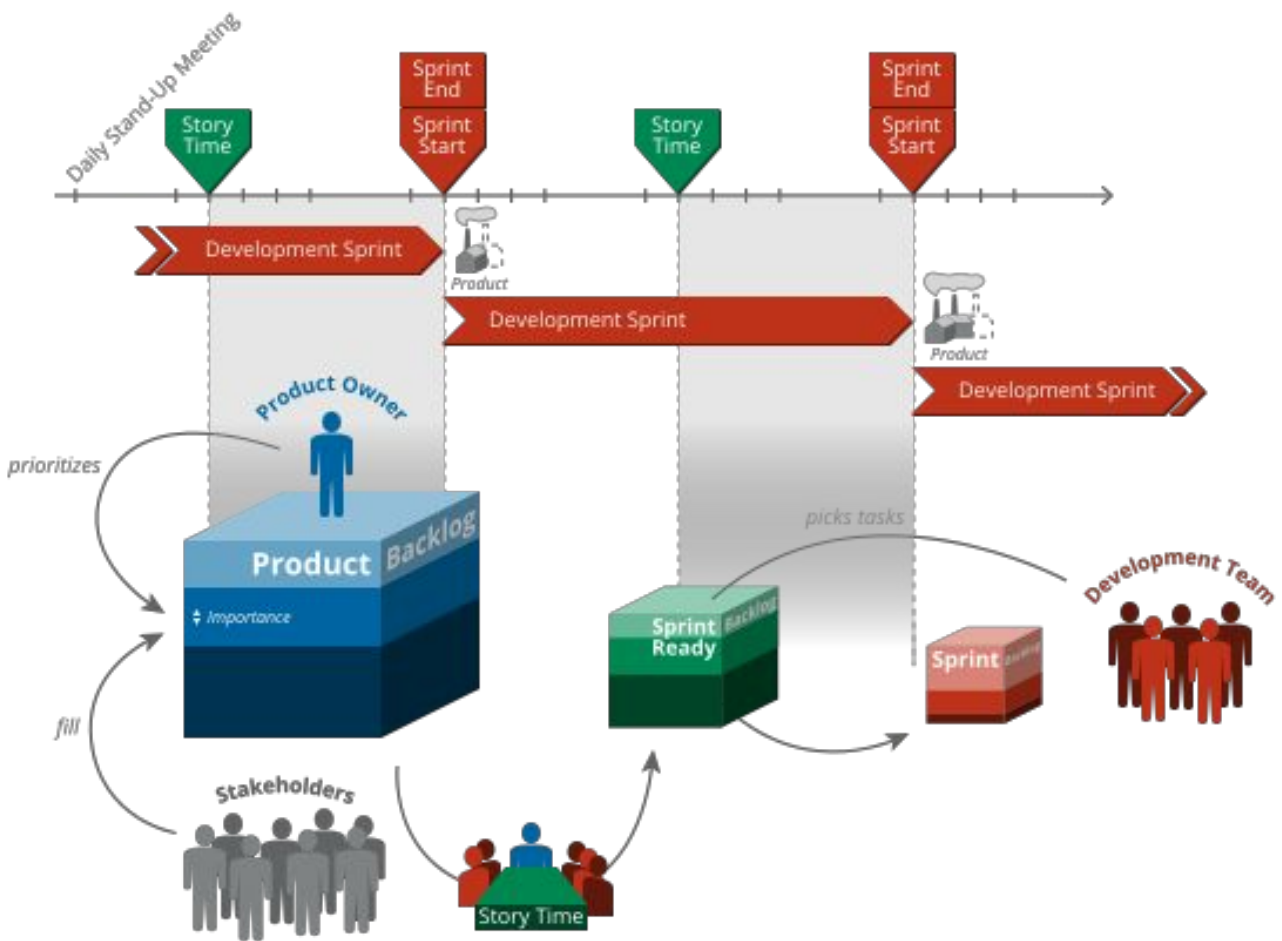 Daily Stand-Up Meeting
Story
Time
Sprint
End
Sprint
Start
Story
Time
Sprint
End
Sprint
Start
Development Sprint
Product
Development Sprint
Product
Development Sprint
Product Owner
prioritizes
Product Backlog
Importance
fill
Stakeholders
Story Time
picks tasks
Sprint
Ready
Backlog
Sprint
Backlog
Development Team